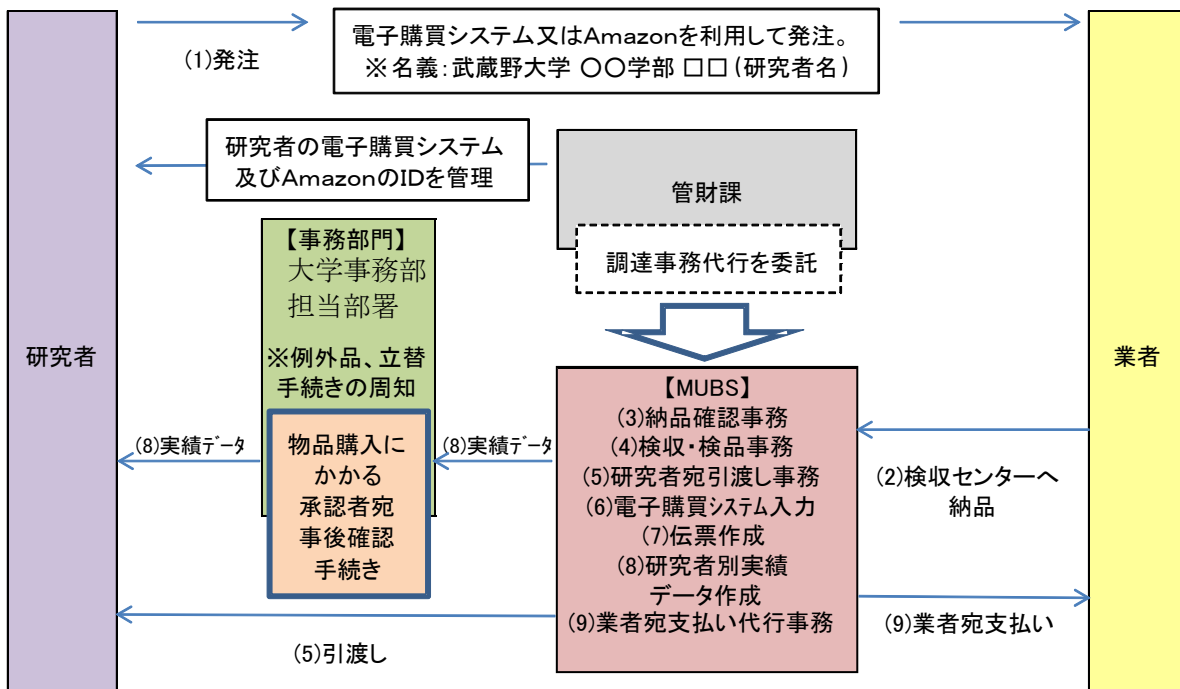 (1)発注
電子購買システム又はAmazonを利用して発注。
※名義：武蔵野大学 〇〇学部 □□（研究者名）
研究者の電子購買システム
及びAmazonのIDを管理
管財課
調達事務代行を委託
【事務部門】
大学事務部
担当部署
※例外品、立替
手続きの周知
物品購入に
かかる
承認者宛
事後確認
手続き
研究者
業者
【MUBS】
(3)納品確認事務
(4)検収・検品事務
(5)研究者宛引渡し事務
(6)電子購買システム入力
(7)伝票作成
(8)研究者別実績
データ作成
(9)業者宛支払い代行事務
(8)実績データ
(8)実績データ
(2)検収センターへ
納品
(5)引渡し
(9)業者宛支払い